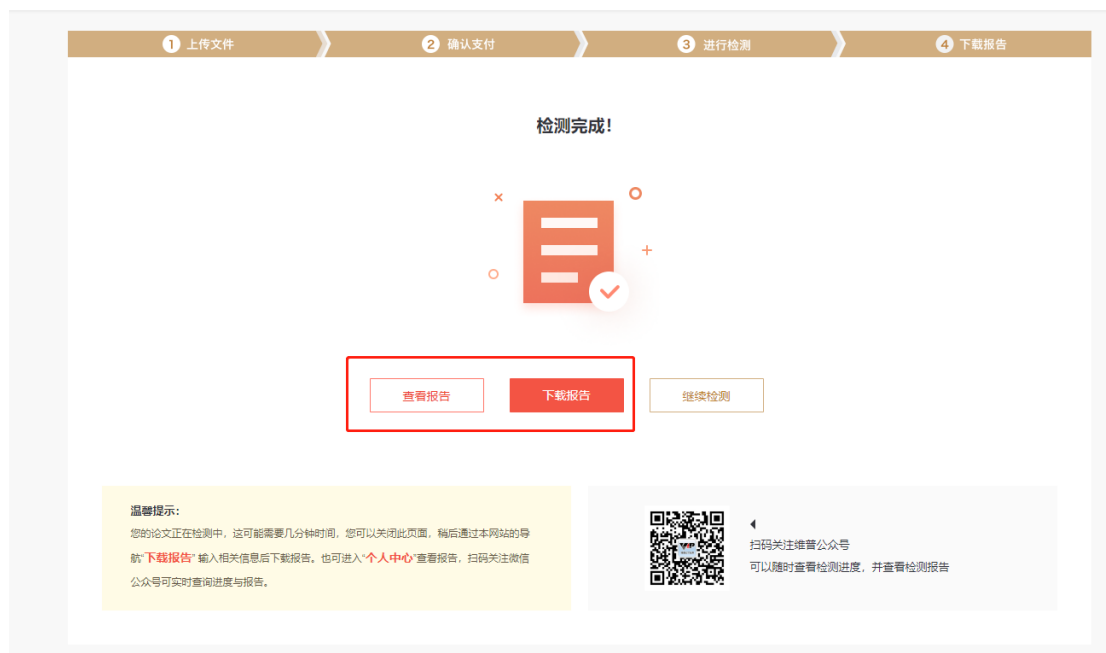 1 上传文件
2 确认支付
3 进行检测
4 下载报告
检测完成！
查看报告
下载报告
继续检测
温馨提示：
您的论文正在检测中，这可能需要几分钟时间，您可以关闭此页面，稍后通过本网站的导
航“下载报告”输入相关信息后下载报告。也可进入“个人中心”查看报告，扫码关注微信
公众号可实时查询进度与报告。
扫码关注维普公众号
可以随时查看检测进度，并查看检测报告